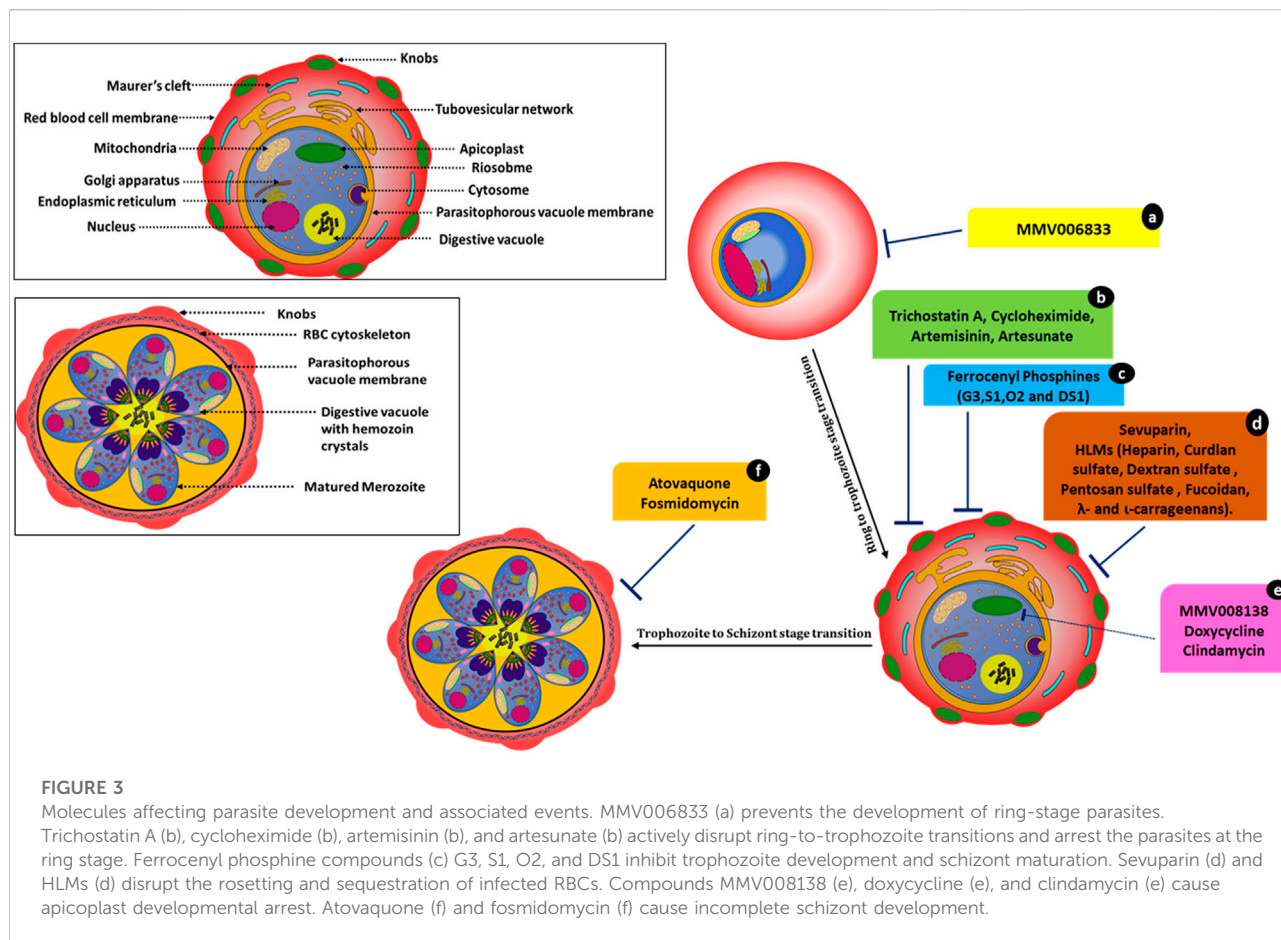 Knobs
Maurer's cleft
Tubovesicular network
Red blood cell membrane
Mitochondria
Apicoplast
Riosobme
Golgi apparatus
Cytosome
Endoplasmic reticulum
Parasitophorous vacuole membrane
Nucleus
Digestive vacuole
Knobs
RBC cytoskeleton
Parasitophorous
vacuole membrane
Digestive vacuole
with hemozoin
crystals
Matured Merozoite
a
MMV006833
b
Trichostatin A, Cycloheximide,
Artemisinin, Artesunate
c
Ferrocenyl Phosphines
(G3,S1,O2 and DS1)
d
Sevuparin,
HLMs (Heparin, Curdlan
sulfate, Dextran sulfate ,
Pentosan sulfate , Fucoidan,
λ- and ι-carrageenans).
e
MMV008138
Doxycycline
Clindamycin
f
Atovaquone
Fosmidomycin
Ring to trophozoite stage transition
Trophozoite to Schizont stage transition
FIGURE 3
Molecules affecting parasite development and associated events. MMV006833 (a) prevents the development of ring-stage parasites.
Trichostatin A (b), cycloheximide (b), artemisinin (b), and artesunate (b) actively disrupt ring-to-trophozoite transitions and arrest the parasites at the
ring stage. Ferrocenyl phosphine compounds (c) G3, S1, O2, and DS1 inhibit trophozoite development and schizont maturation. Sevuparin (d) and
HLMs (d) disrupt the rosetting and sequestration of infected RBCs. Compounds MMV008138 (e), doxycycline (e), and clindamycin (e) cause
apicoplast developmental arrest. Atovaquone (f) and fosmidomycin (f) cause incomplete schizont development.